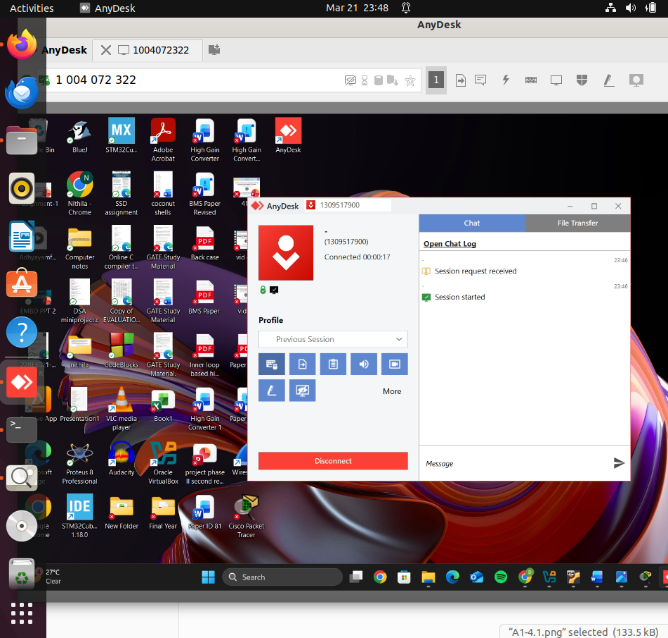 Activities
AnyDesk
Mar 21 23:48
AnyDesk
AnyDesk
1004072322
1 004 072 322
1
Bin
Blue!
STM32Cu...
Adobe
Acrobat
High Gain
Converter
High Gain
Convert...
AnyDesk
Nithila -
Chrome
SSD
assignment
coconut
shells
BMS Paper
Revised
Computer
notes
Online C
compiler t...
GATE Study
Material
Back case
vid
EMBD PPT 2
DSA
miniproject...
Copy of
EVALUATIO...
GATE Study
Material
BMS Paper
CodeBlocks
GATE Study
Material...
Inner loop
based hi...
Paper
App
Presentation1
VLC media
player
Book1
High Gain
Converter 1
Paper
Proteus 8
Professional
Audacity
Oracle
VirtualBox
project phase
II second re...
Wires
STM32Cub...
1.18.0
New Folder
Final Year
Paper ID 81
Cisco Packet
Tracer
AnyDesk
1309517900
-
(1309517900)
Connected 00:00:17
Profile
Previous Session
More
Disconnect
Chat
File Transfer
Open Chat Log
-
23:46
Session request received
-
23:46
Session started
Message
27°C
Clear
Search
"A1-4.1.png" selected (133.5 kB)